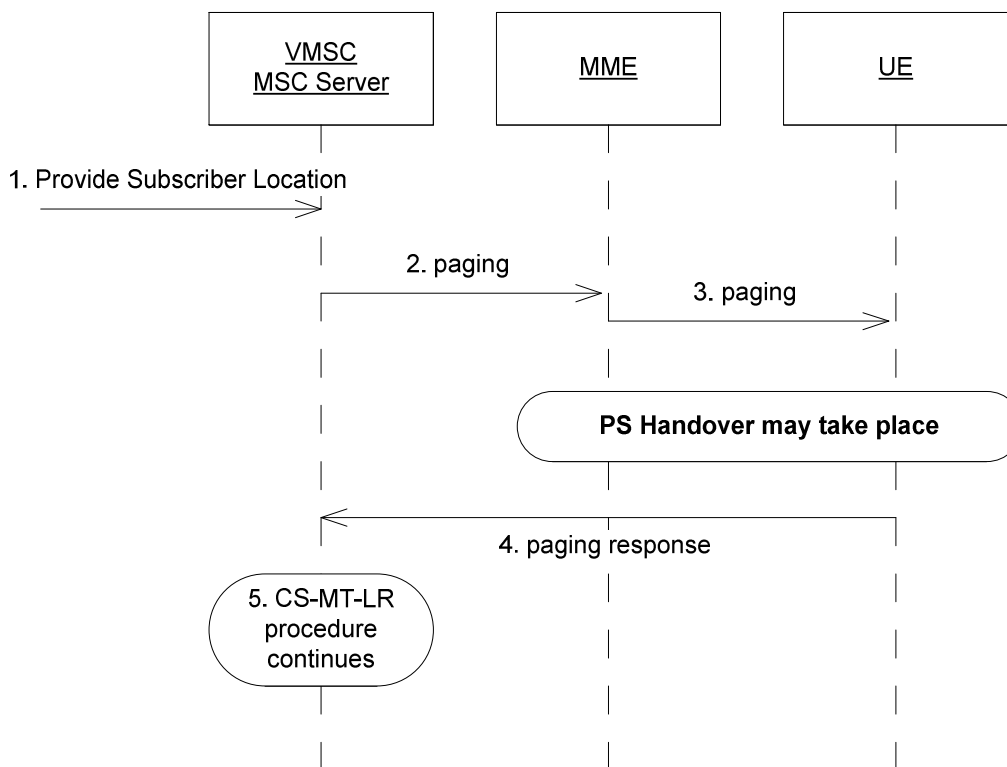 VMSC
MSC Server
MME
UE
1. Provide Subscriber Location
2. paging
3. paging
PS Handover may take place
4. paging response
5. CS-MT-LR
procedure
continues